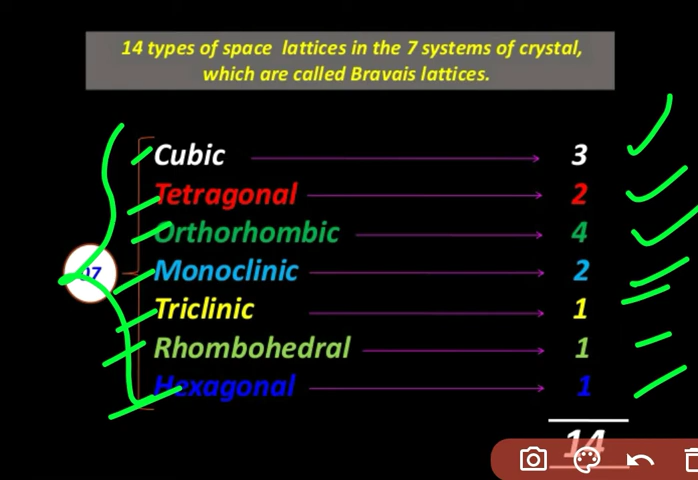 14 types of space lattices in the 7 systems of crystal,
which are called Bravais lattices.
Cubic 3
Tetragonal 2
Orthorhombic 4
07
Monoclinic 2
Triclinic 1
Rhombohedral 1
Hexagonal 1
14